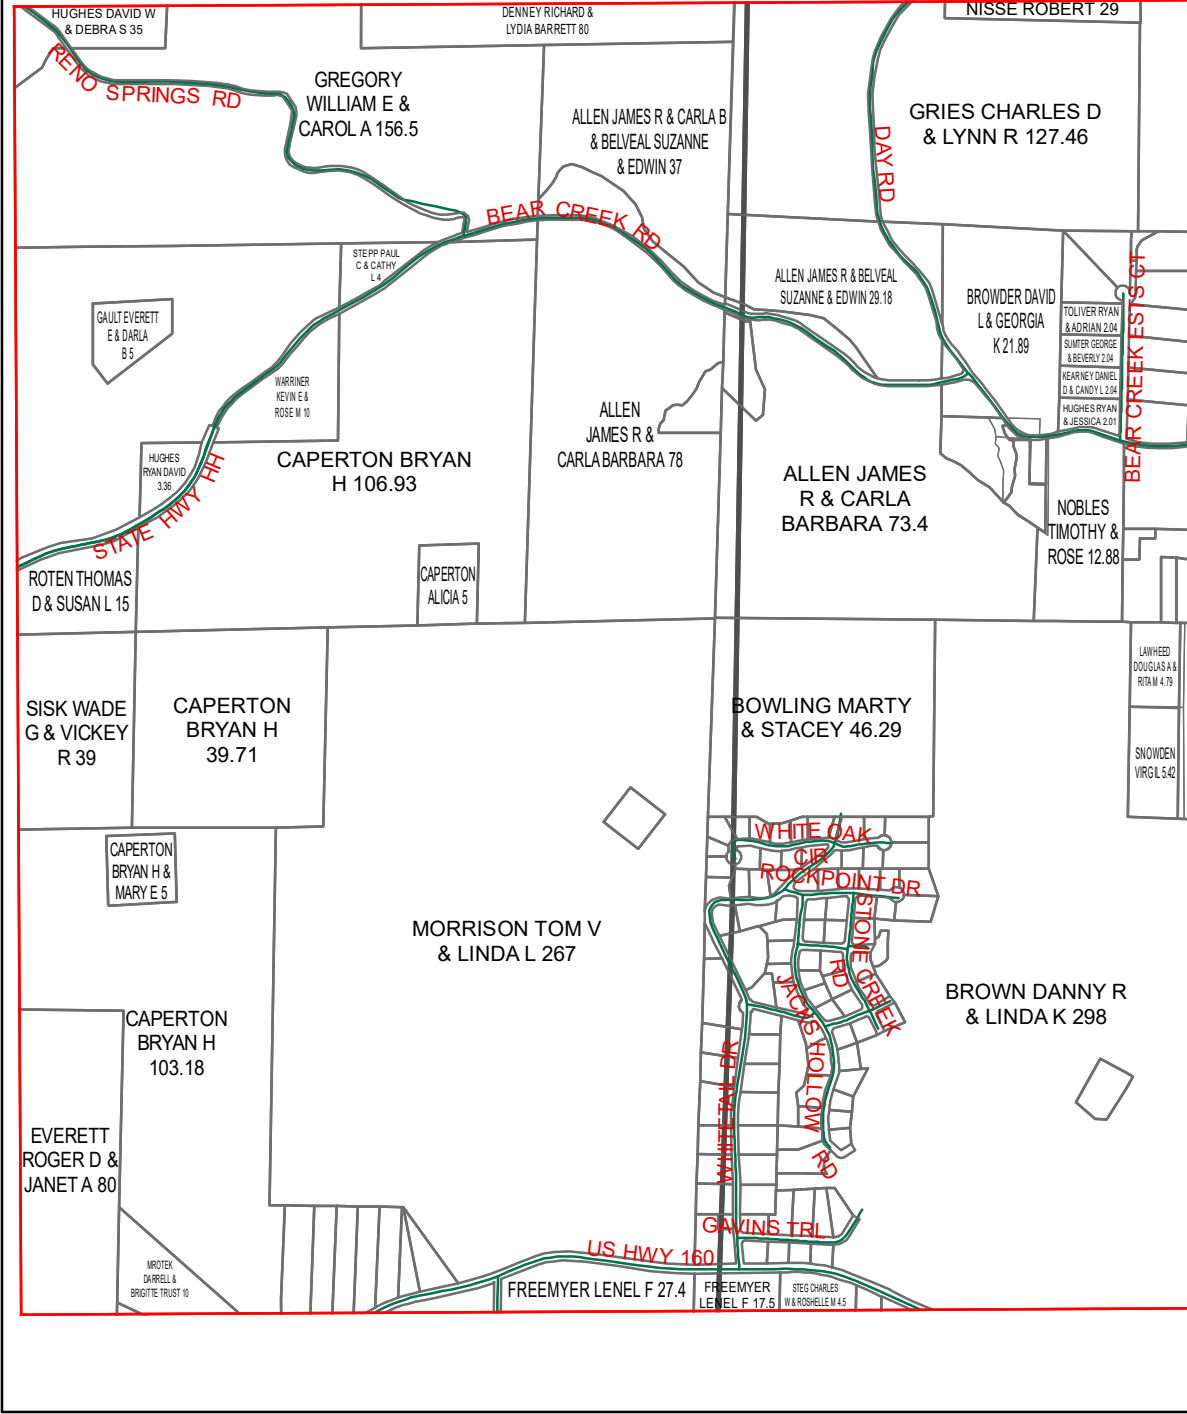 HUGHES DAVID W
& DEBRA S 35
DENNEY RICHARD &
LYDIA BARRETT 80
NISSE ROBERT 29
RENO SPRINGS RD
GREGORY
WILLIAM E &
CAROL A 156.5
ALLEN JAMES R & CARLA B
& BELVEAL SUZANNE
& EDWIN 37
DAY RD
GRIES CHARLES D
& LYNN R 127.46
BEAR CREEK RD
STEPP PAUL
C & CATHY
L 4
ALLEN JAMES R & BELVEAL
SUZANNE & EDWIN 29.18
BROWDER DAVID
L & GEORGIA
K 21.89
BEAR CREEK ESTS CT
TOLIVER RYAN
& ADRIAN 2.04
SUMTER GEORGE
& BEVERLY 2.04
KEARNEY DANIEL
D & CANDY L 2.04
HUGHES RYAN
& JESSICA 2.01
GAULT EVERETT
E & DARLA
B 5
WARRINER
KEVIN E &
ROSE M 10
ALLEN
JAMES R &
CARLA BARBARA 78
HUGHES
RYAN DAVID
3.36
CAPERTON BRYAN
H 106.93
ALLEN JAMES
R & CARLA
BARBARA 73.4
NOBLES
TIMOTHY &
ROSE 12.88
STATE HWY HH
ROTEN THOMAS
D & SUSAN L 15
CAPERTON
ALICIA 5
LAWHEED
DOUGLAS A &
RITA M 4.79
SISK WADE
G & VICKEY
R 39
CAPERTON
BRYAN H
39.71
BOWLING MARTY
& STACEY 46.29
SNOWDEN
VIRGIL 5.42
WHITE OAK
CIR
ROCKPOINT DR
CAPERTON
BRYAN H &
MARY E 5
MORRISON TOM V
& LINDA L 267
STONE CREEK
RD
JACKS HOLLOW
RD
BROWN DANNY R
& LINDA K 298
CAPERTON
BRYAN H
103.18
WHITETAIL DR
EVERETT
ROGER D &
JANET A 80
GAVINS TRL
US HWY 160
MROTEK
DARRELL &
BRIGITTE TRUST 10
FREEMYER LENEL F 27.4
FREEMYER
LENEL F 17.5
STEG CHARLES
W & ROSHELLE M 4.5